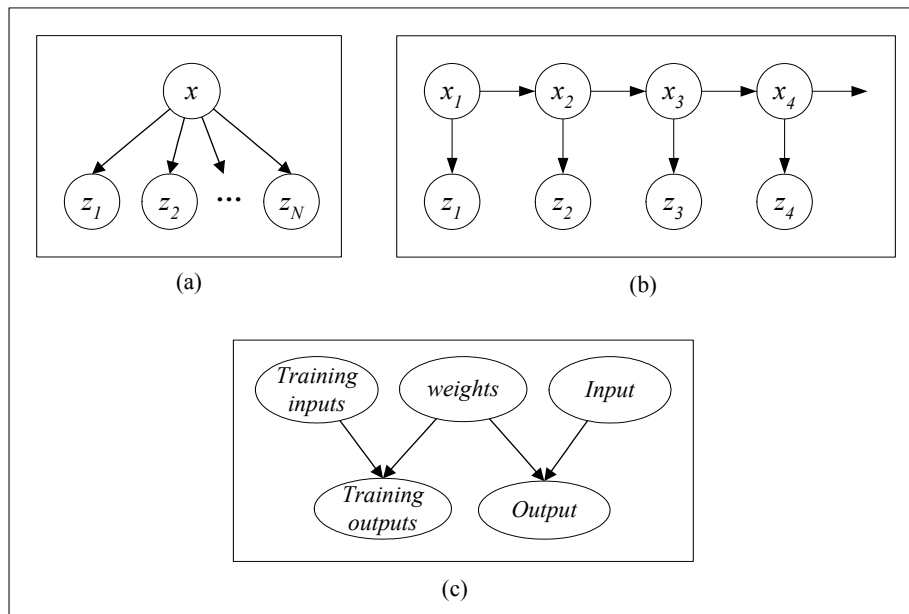 x
z1 z2 ... zN
(a)
x1 x2 x3 x4
z1 z2 z3 z4
(b)
Training inputs
weights
Input
Training outputs
Output
(c)